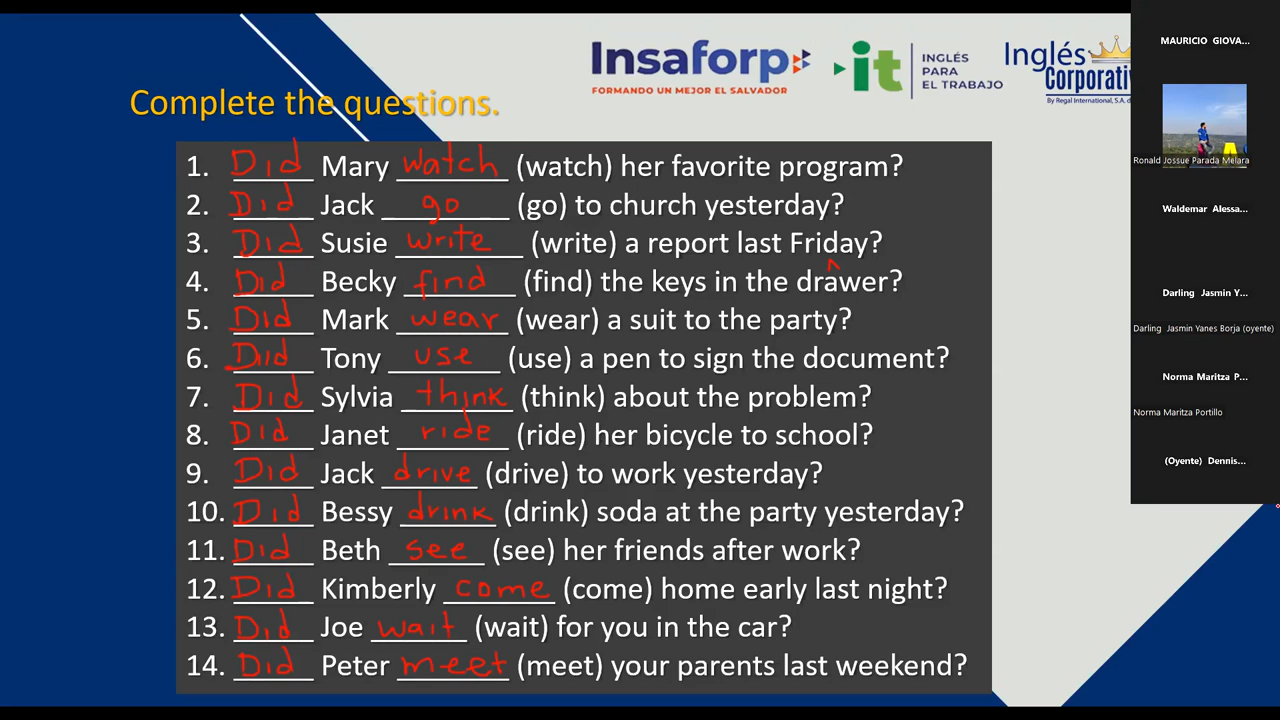 Insaforp
FORMANDO UN MEJOR EL SALVADOR
it
INGLÉS
PARA
EL TRABAJO
Inglés
Corporativ
By Regal International, S.A. d
Complete the questions.
1. Did Mary watch (watch) her favorite program?
2. Did Jack go (go) to church yesterday?
3. Did Susie write (write) a report last Friday?
4. Did Becky find (find) the keys in the drawer?
5. Did Mark wear (wear) a suit to the party?
6. Did Tony use (use) a pen to sign the document?
7. Did Sylvia think (think) about the problem?
8. Did Janet ride (ride) her bicycle to school?
9. Did Jack drive (drive) to work yesterday?
10. Did Bessy drink (drink) soda at the party yesterday?
11. Did Beth see (see) her friends after work?
12. Did Kimberly come (come) home early last night?
13. Did Joe wait (wait) for you in the car?
14. Did Peter meet (meet) your parents last weekend?
MAURICIO GIOVA...
Ronald Jossue Parada Melara
Waldemar Alessa...
Darling Jasmin Y...
Darling Jasmin Yanes Borja (oyente)
Norma Maritza P...
Norma Maritza Portillo
(Oyente) Dennis...